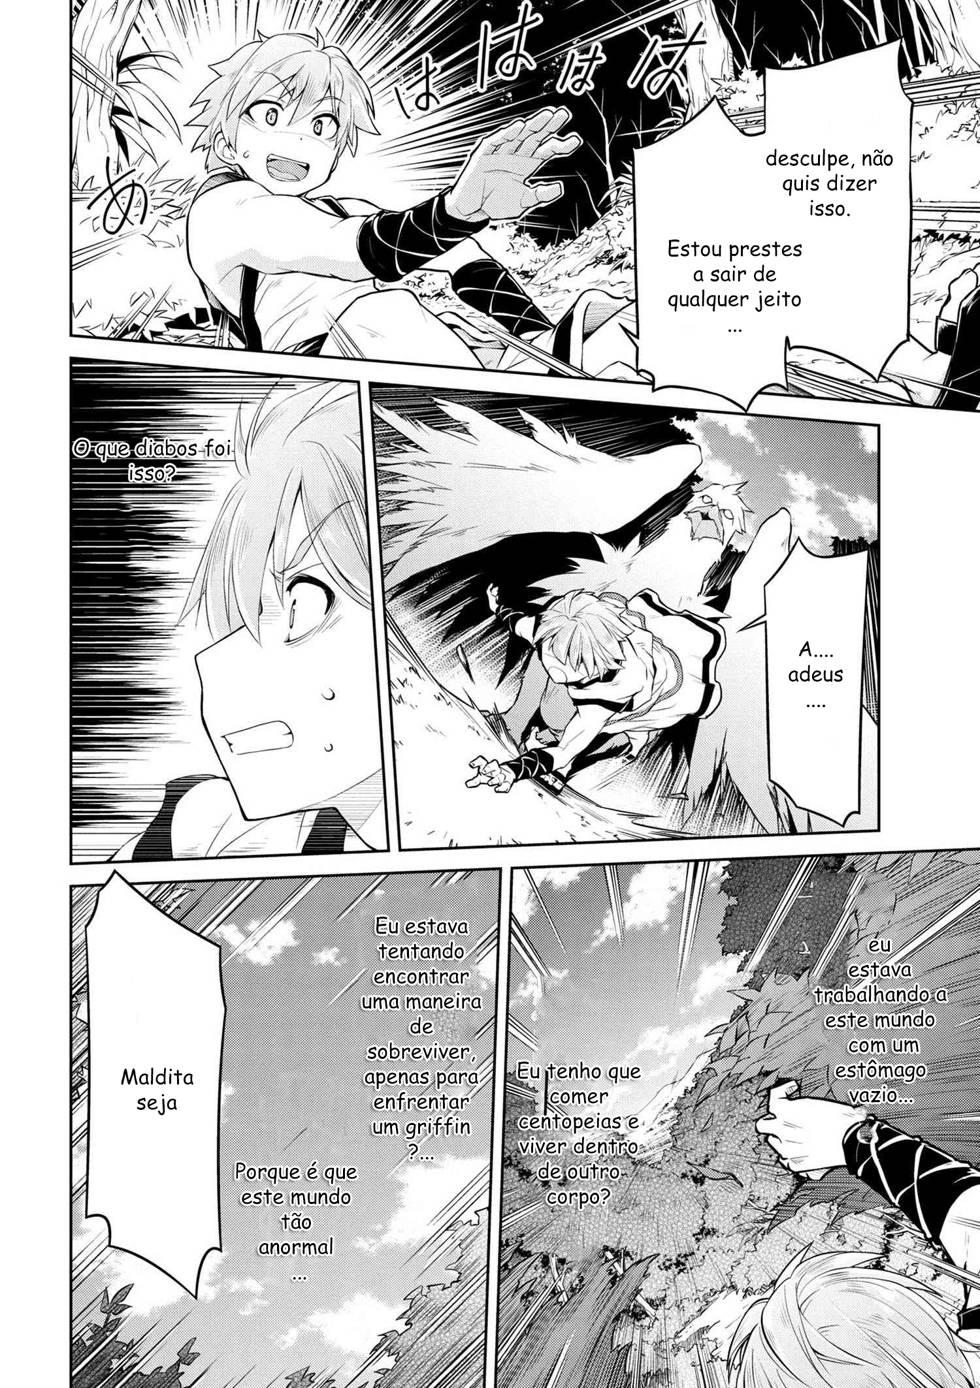 desculpe, não
quis dizer
isso.
Estou prestes
a sair de
qualquer jeito
...
は
は
は
は
A....
adeus
....
O que diabos foi
isso?
eu
estava
trabalhando a
este mundo
com um
estômago
vazio...
Eu tenho que
comer
centopeias e
viver dentro
de outro
corpo?
Eu estava
tentando
encontrar
uma maneira
de
sobreviver,
apenas para
enfrentar
um griffin
?...
Porque é que
este mundo
tão
anormal
...
Maldita
seja